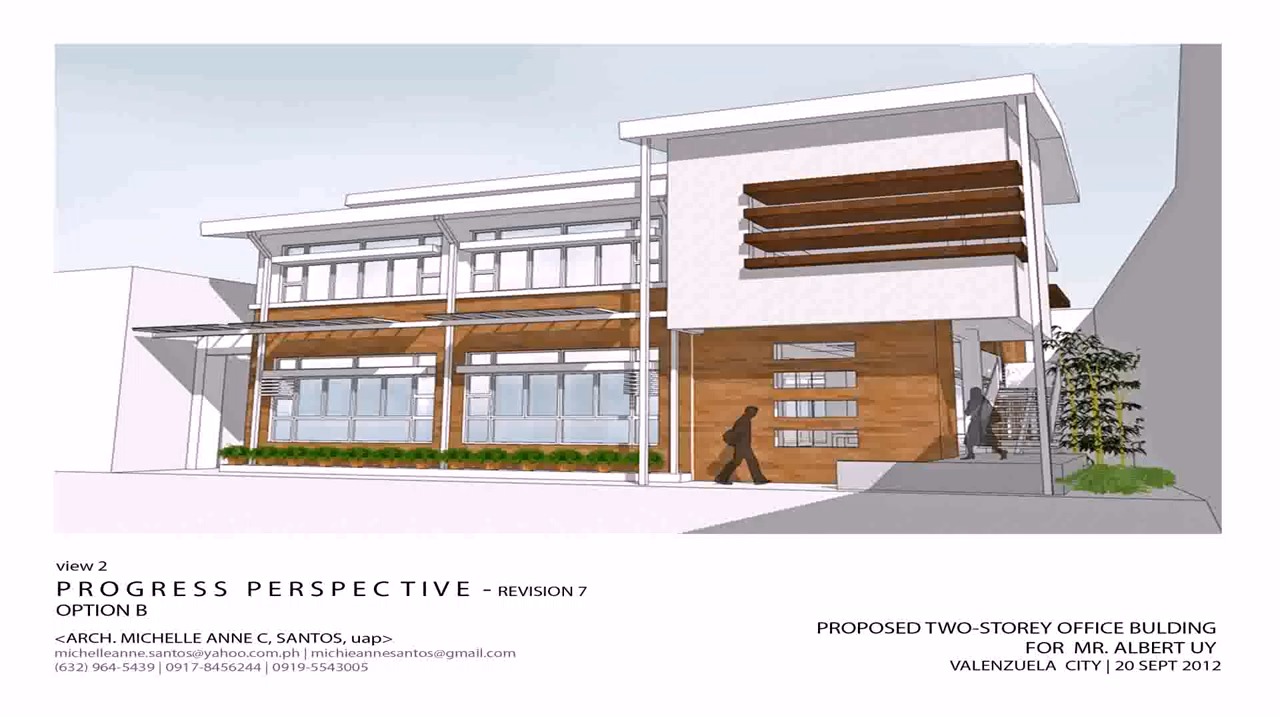 view 2
PROGRESS PERSPECTIVE - REVISION 7
OPTION B
<ARCH. MICHELLE ANNE C, SANTOS, uap>
michelleanne.santos@yahoo.com.ph | michieannesantos@gmail.com
(632) 964-5439 | 0917-8456244 | 0919-5543005
PROPOSED TWO-STOREY OFFICE BULDING
FOR MR. ALBERT UY
VALENZUELA CITY | 20 SEPT 2012